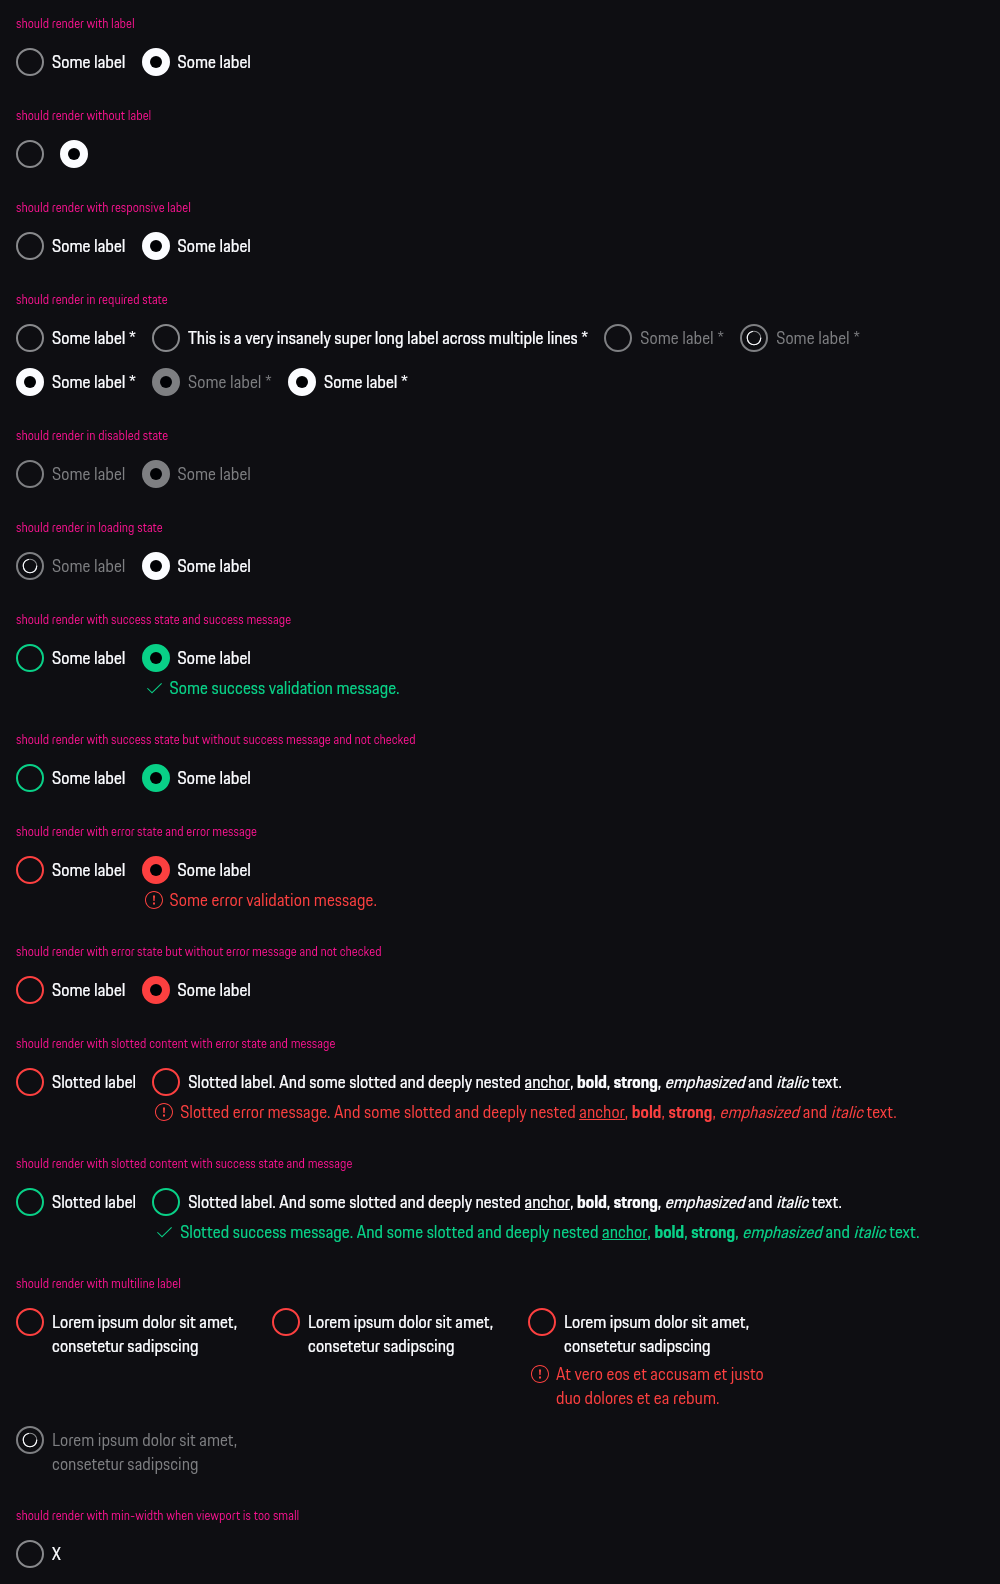 should render with label
Some label Some label
should render without label
should render with responsive label
Some label Some label
should render in required state
Some label * This is a very insanely super long label across multiple lines * Some label * Some label *
Some label * Some label * Some label *
should render in disabled state
Some label Some label
should render in loading state
Some label Some label
should render with success state and success message
Some label Some label
Some success validation message.
should render with success state but without success message and not checked
Some label Some label
should render with error state and error message
Some label Some label
Some error validation message.
should render with error state but without error message and not checked
Some label Some label
should render with slotted content with error state and message
Slotted label Slotted label. And some slotted and deeply nested anchor, bold, strong, emphasized and italic text.
Slotted error message. And some slotted and deeply nested anchor, bold, strong, emphasized and italic text.
should render with slotted content with success state and message
Slotted label Slotted label. And some slotted and deeply nested anchor, bold, strong, emphasized and italic text.
Slotted success message. And some slotted and deeply nested anchor, bold, strong, emphasized and italic text.
should render with multiline label
Lorem ipsum dolor sit amet,
consetetur sadipscing
Lorem ipsum dolor sit amet,
consetetur sadipscing
Lorem ipsum dolor sit amet,
consetetur sadipscing
At vero eos et accusam et justo
duo dolores et ea rebum.
Lorem ipsum dolor sit amet,
consetetur sadipscing
should render with min-width when viewport is too small
X